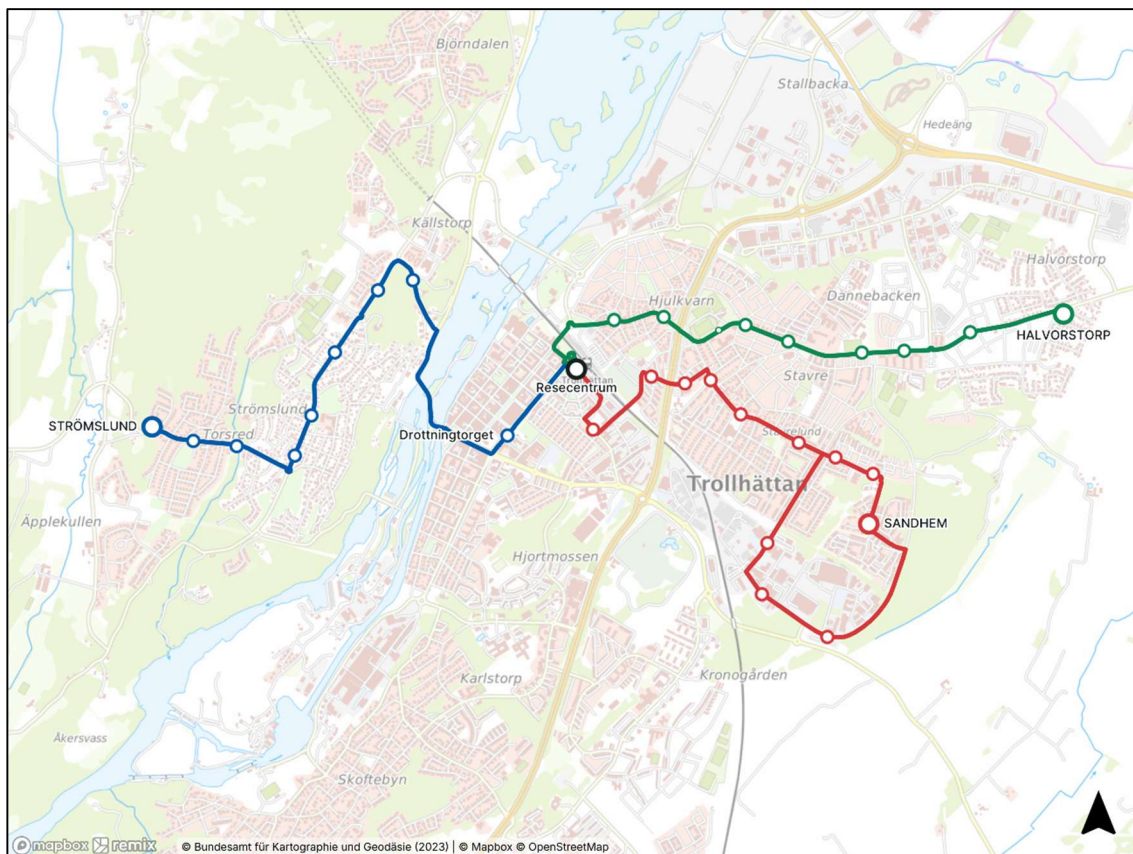 Björndalen
Stallbacka
Hedeäng
Källstorp
Halvorstorp
Dannebacken
Hjulkvarn
HALVORSTORP
Stavre
Resecentrum
Strömslund
STRÖMSLUND
Torsred
Drottningtorget
Stavrelund
Trollhättan
Äpplekullen
SANDHEM
Hjortmossen
Karlstorp
Kronogården
Åkersvass
Skoftebyn
mapbox remix © Bundesamt für Kartographie und Geodäsie (2023) | © Mapbox © OpenStreetMap